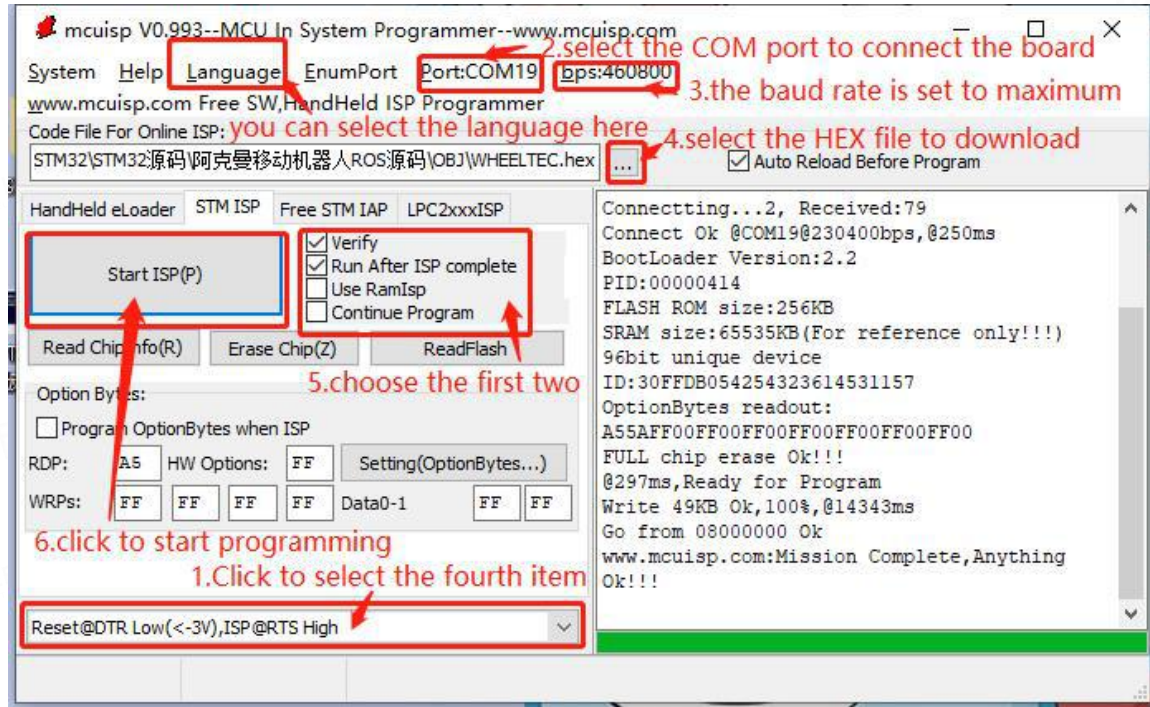 mcuisp V0.993--MCU In System Programmer--www.mcuisp.com
2.select the COM port to connect the board
System Help Language EnumPort Port:COM19 bps:460800
3.the baud rate is set to maximum
www.mcuisp.com Free SW,HandHeld ISP Programmer
Code File For Online ISP:
you can select the language here
4.select the HEX file to download
STM32\STM32源码\阿克曼移动机器人ROS源码\OBJ\WHEELTEC.hex
...
Auto Reload Before Program
HandHeld eLoader STM ISP Free STM IAP LPC2xxxISP
Start ISP(P)
Verify
Run After ISP complete
Use RamIsp
Continue Program
Read Chip Info(R) Erase Chip(Z) ReadFlash
5.choose the first two
Option Bytes:
Program OptionBytes when ISP
RDP: A5 HW Options: FF Setting(OptionBytes...)
WRPs: FF FF FF FF Data0-1 FF FF
6.click to start programming
1.Click to select the fourth item
Reset@DTR Low(<-3V),ISP@RTS High
Connectting...2, Received:79
Connect Ok @COM19@230400bps,@250ms
BootLoader Version:2.2
PID:00000414
FLASH ROM size:256KB
SRAM size:65535KB(For reference only!!!)
96bit unique device
ID:30FFDB054254323614531157
OptionBytes readout:
A55AFF00FF00FF00FF00FF00FF00FF00
FULL chip erase Ok!!!
@297ms,Ready for Program
Write 49KB Ok,100%,@14343ms
Go from 08000000 Ok
www.mcuisp.com:Mission Complete,Anything
Ok!!!